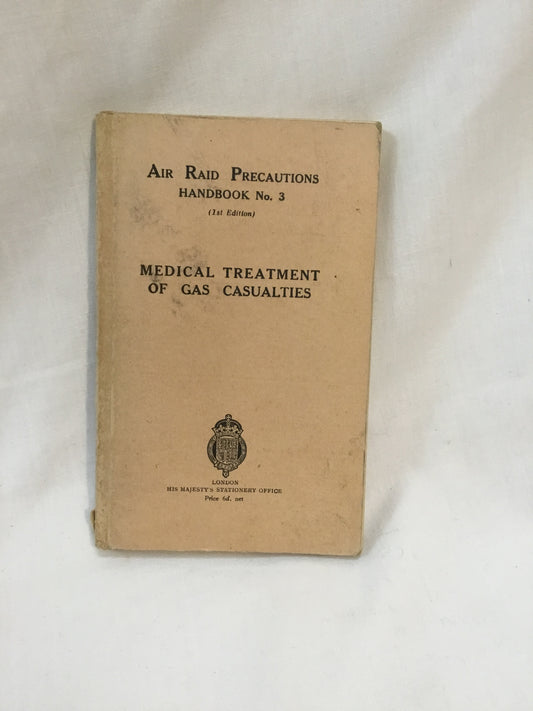 AIR RAID PRECAUTIONS
HANDBOOK No. 3
(1st Edition)
MEDICAL TREATMENT
OF GAS CASUALTIES
LONDON
HIS MAJESTY'S STATIONERY OFFICE
Price 6d. net